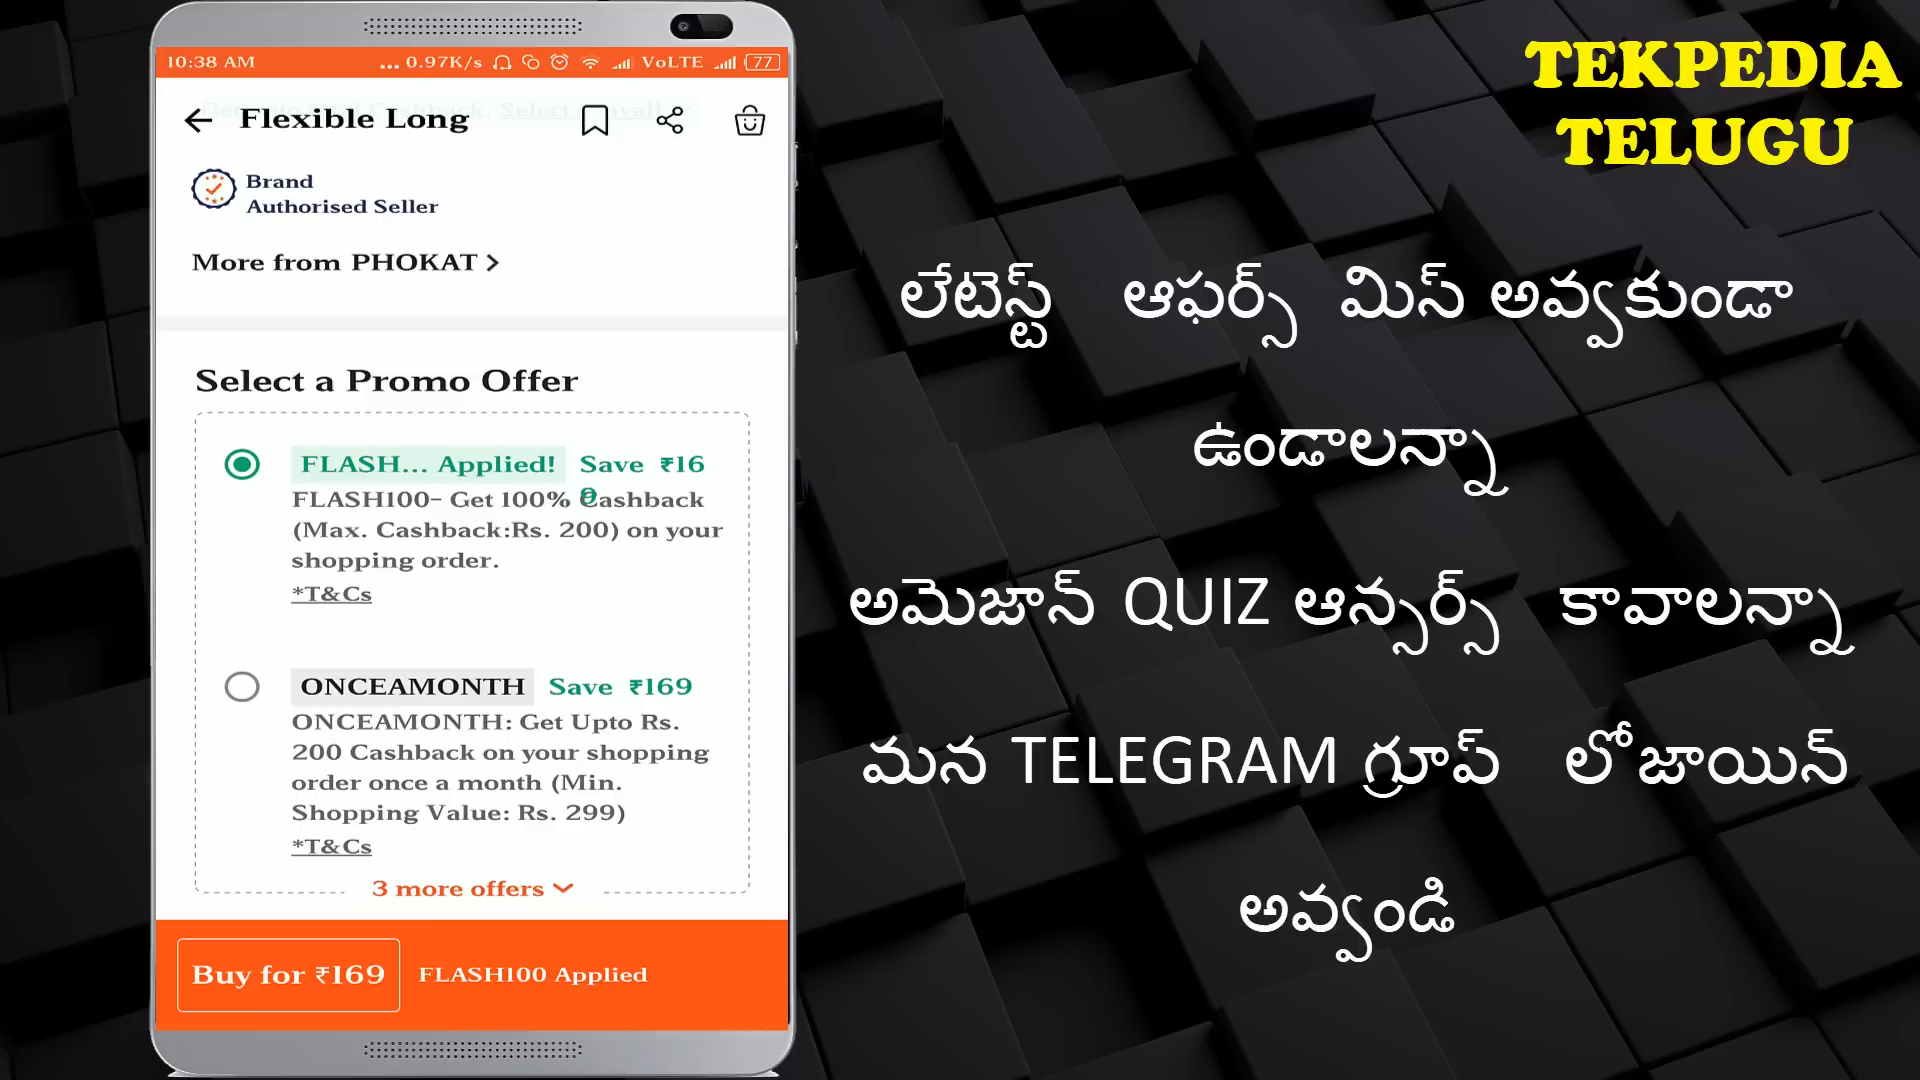 10:38 AM
... 0.97K/s VoLTE 77
Flexible Long
Brand
Authorised Seller
More from PHOKAT >
Select a Promo Offer
FLASH... Applied! Save ₹16
9
FLASH100- Get 100% Cashback
(Max. Cashback:Rs. 200) on your
shopping order.
*T&Cs
ONCEAMONTH Save ₹169
ONCEAMONTH: Get Upto Rs.
200 Cashback on your shopping
order once a month (Min.
Shopping Value: Rs. 299)
*T&Cs
3 more offers
Buy for ₹169 FLASH100 Applied
TEKPEDIA
TELUGU
లేటెస్ట్ ఆఫర్స్ మిస్ అవ్వకుండా
ఉండాలన్నా
అమెజాన్ QUIZ ఆన్సర్స్ కావాలన్నా
మన TELEGRAM గ్రూప్ లోజాయిన్
అవ్వండి